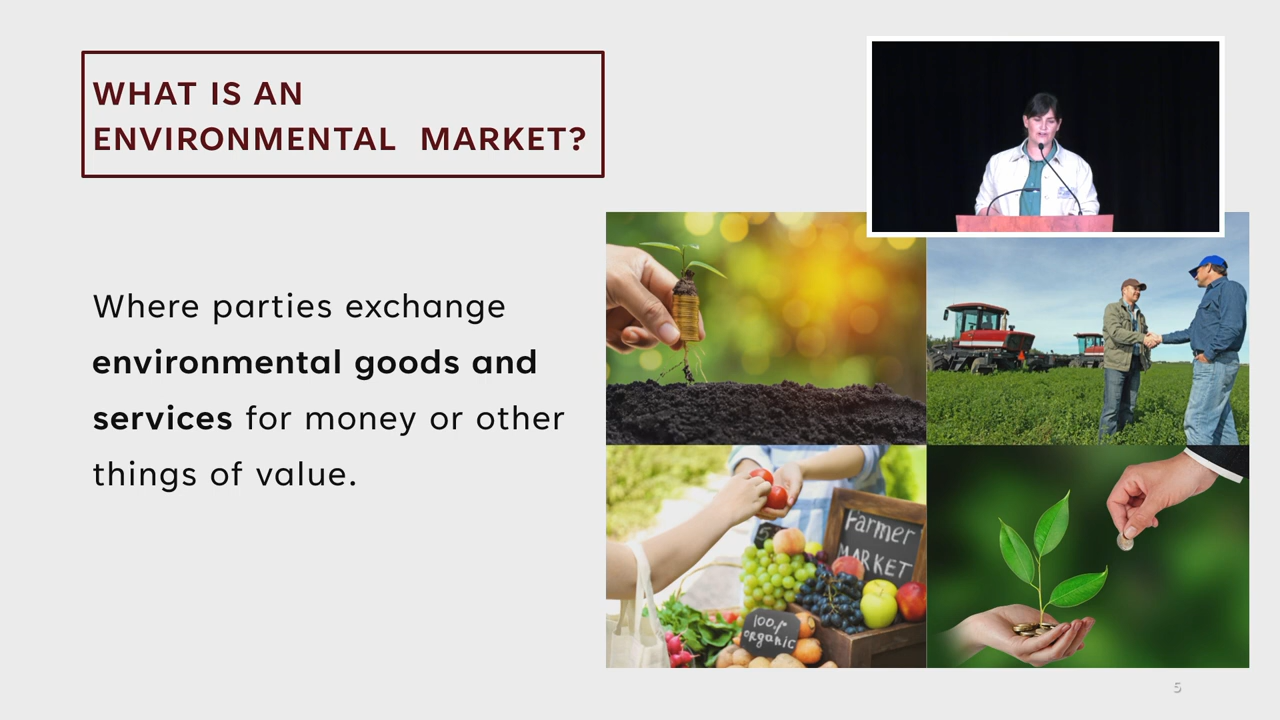 WHAT IS AN
ENVIRONMENTAL MARKET?
Where parties exchange
environmental goods and
services for money or other
things of value.
Farmer
MARKET
100%
organic
5